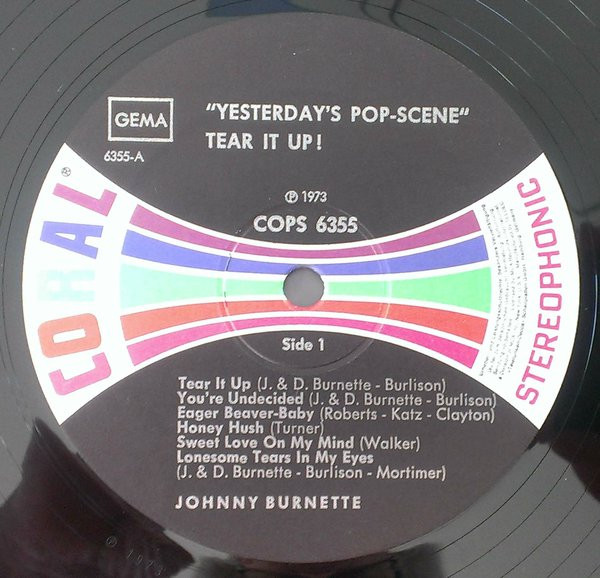 "YESTERDAY'S POP-SCENE"
GEMA
TEAR IT UP!
6355-A
CORAL®
STEREOPHONIC
℗ 1973
COPS 6355
Side 1
Tear It Up (J. & D. Burnette - Burlison)
You're Undecided (J. & D. Burnette - Burlison)
Eager Beaver-Baby (Roberts - Katz - Clayton)
Honey Hush (Turner)
Sweet Love On My Mind (Walker)
Lonesome Tears In My Eyes
(J. & D. Burnette - Burlison - Mortimer)
JOHNNY BURNETTE
℗ 1973